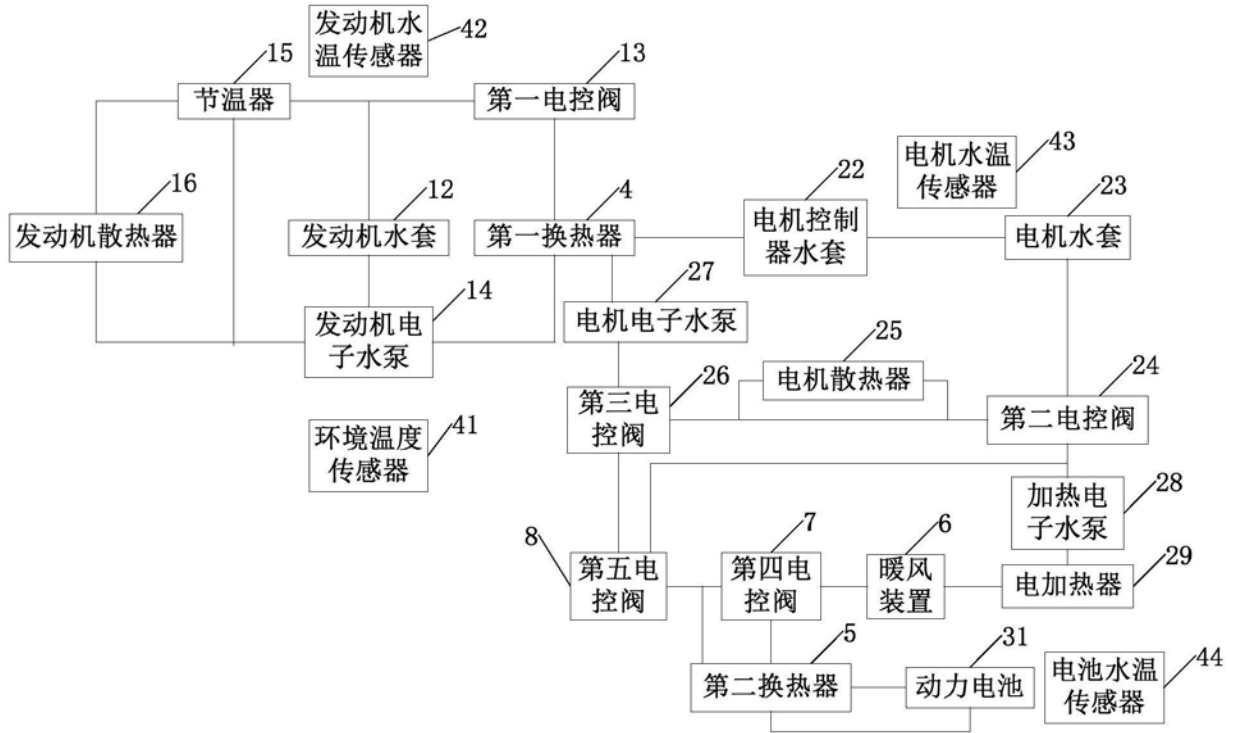 发动机水
温传感器
42
15
13
节温器
第一电控阀
电机水温
传感器
43
16
12
4
22
23
发动机散热器
发动机水套
第一换热器
电机控制
器水套
电机水套
14
27
发动机电
子水泵
电机电子水泵
25
26
24
电机散热器
第三电
控阀
第二电控阀
环境温度
传感器
41
加热电
子水泵
28
8
7
6
第五电
控阀
第四电
控阀
暖风
装置
电加热器
29
5
31
第二换热器
动力电池
电池水温
传感器
44